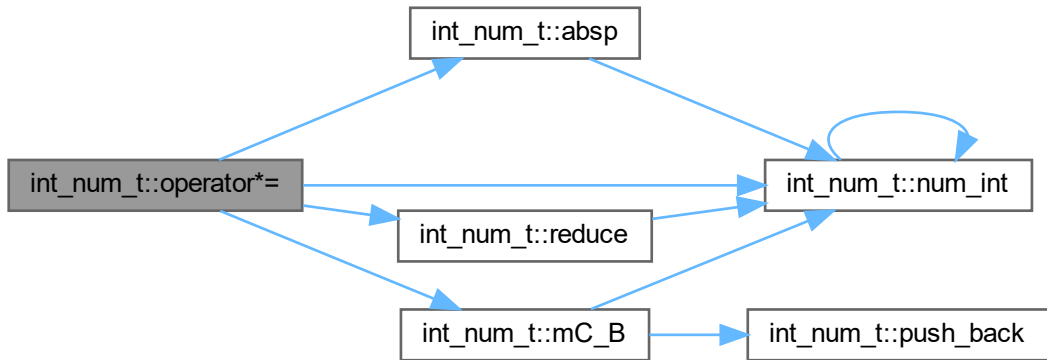 int_num_t::absp
int_num_t::operator*=
int_num_t::num_int
int_num_t::reduce
int_num_t::mC_B
int_num_t::push_back